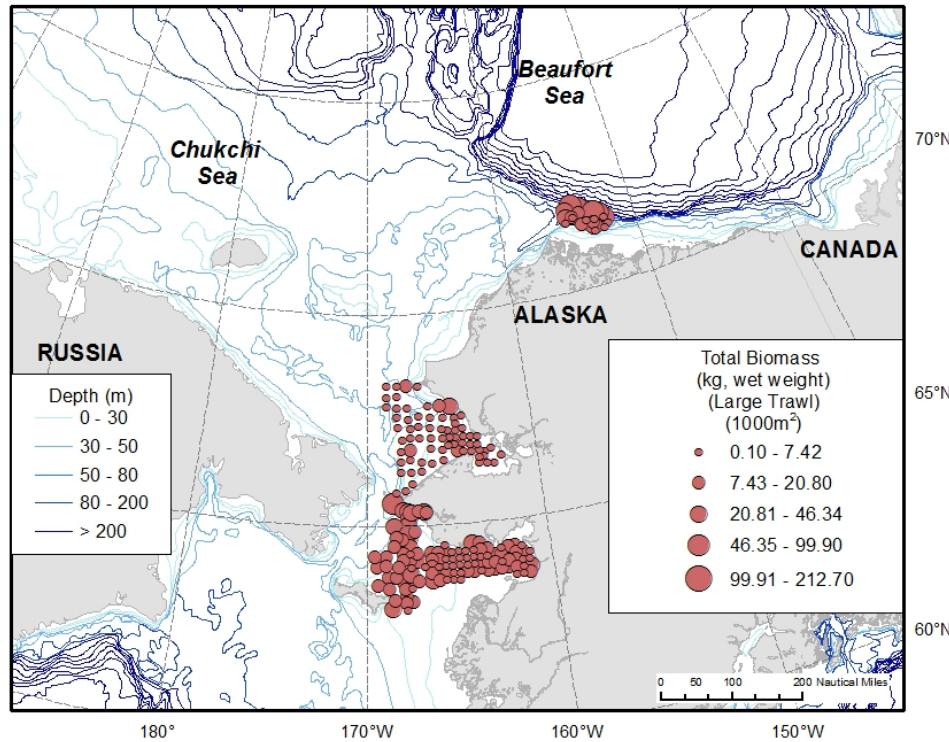 Beaufort
Sea
Chukchi
Sea
70°N
CANADA
ALASKA
RUSSIA
Depth (m)
0 - 30
30 - 50
50 - 80
80 - 200
> 200
Total Biomass
(kg, wet weight)
(Large Trawl)
(1000m²)
0.10 - 7.42
7.43 - 20.80
20.81 - 46.34
46.35 - 99.90
99.91 - 212.70
65°N
60°N
0 50 100 200 Nautical Miles
180° 170°W 160°W 150°W